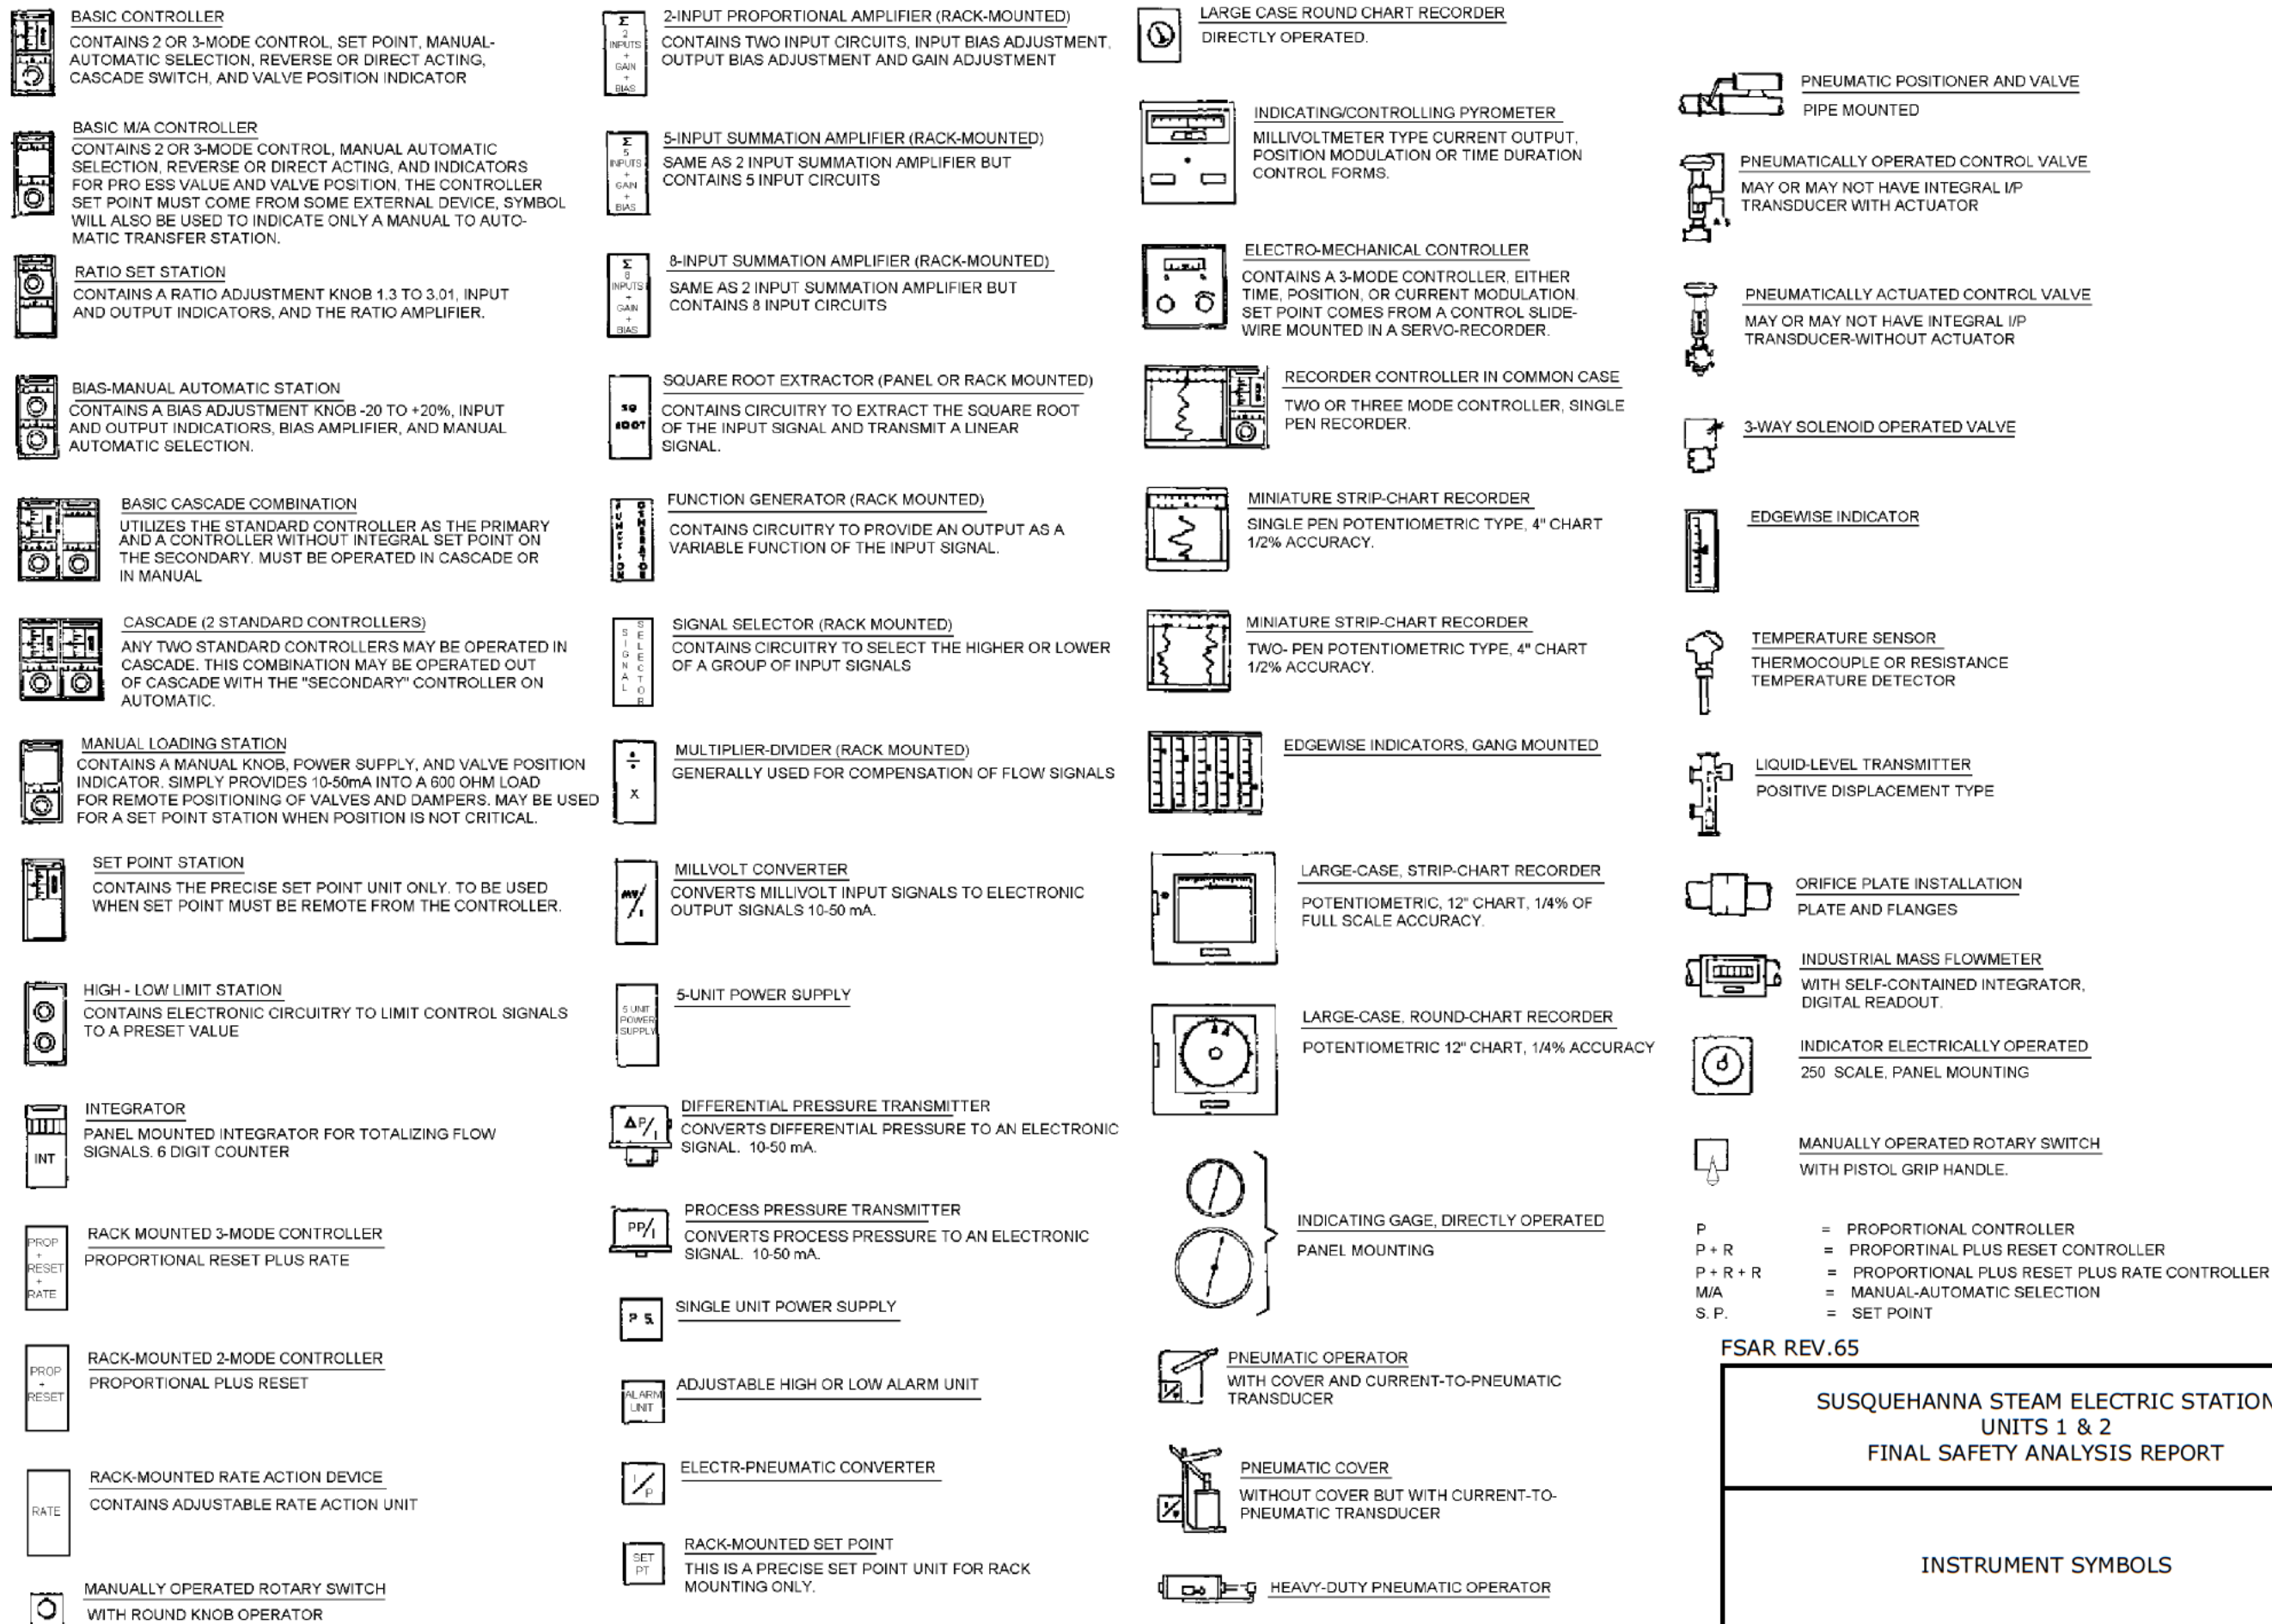 BASIC CONTROLLER
CONTAINS 2 OR 3-MODE CONTROL, SET POINT, MANUAL-
AUTOMATIC SELECTION, REVERSE OR DIRECT ACTING,
CASCADE SWITCH, AND VALVE POSITION INDICATOR
BASIC M/A CONTROLLER
CONTAINS 2 OR 3-MODE CONTROL, MANUAL AUTOMATIC
SELECTION, REVERSE OR DIRECT ACTING, AND INDICATORS
FOR PRO ESS VALUE AND VALVE POSITION, THE CONTROLLER
SET POINT MUST COME FROM SOME EXTERNAL DEVICE, SYMBOL
WILL ALSO BE USED TO INDICATE ONLY A MANUAL TO AUTO-
MATIC TRANSFER STATION.
RATIO SET STATION
CONTAINS A RATIO ADJUSTMENT KNOB 1.3 TO 3.01, INPUT
AND OUTPUT INDICATORS, AND THE RATIO AMPLIFIER.
BIAS-MANUAL AUTOMATIC STATION
CONTAINS A BIAS ADJUSTMENT KNOB -20 TO +20%, INPUT
AND OUTPUT INDICATIORS, BIAS AMPLIFIER, AND MANUAL
AUTOMATIC SELECTION.
BASIC CASCADE COMBINATION
UTILIZES THE STANDARD CONTROLLER AS THE PRIMARY
AND A CONTROLLER WITHOUT INTEGRAL SET POINT ON
THE SECONDARY. MUST BE OPERATED IN CASCADE OR
IN MANUAL
CASCADE (2 STANDARD CONTROLLERS)
ANY TWO STANDARD CONTROLLERS MAY BE OPERATED IN
CASCADE. THIS COMBINATION MAY BE OPERATED OUT
OF CASCADE WITH THE "SECONDARY" CONTROLLER ON
AUTOMATIC.
MANUAL LOADING STATION
CONTAINS A MANUAL KNOB, POWER SUPPLY, AND VALVE POSITION
INDICATOR. SIMPLY PROVIDES 10-50mA INTO A 600 OHM LOAD
FOR REMOTE POSITIONING OF VALVES AND DAMPERS. MAY BE USED
FOR A SET POINT STATION WHEN POSITION IS NOT CRITICAL.
SET POINT STATION
CONTAINS THE PRECISE SET POINT UNIT ONLY. TO BE USED
WHEN SET POINT MUST BE REMOTE FROM THE CONTROLLER.
HIGH - LOW LIMIT STATION
CONTAINS ELECTRONIC CIRCUITRY TO LIMIT CONTROL SIGNALS
TO A PRESET VALUE
INT
INTEGRATOR
PANEL MOUNTED INTEGRATOR FOR TOTALIZING FLOW
SIGNALS. 6 DIGIT COUNTER
PROP
+
RESET
+
RATE
RACK MOUNTED 3-MODE CONTROLLER
PROPORTIONAL RESET PLUS RATE
PROP
+
RESET
RACK-MOUNTED 2-MODE CONTROLLER
PROPORTIONAL PLUS RESET
RATE
RACK-MOUNTED RATE ACTION DEVICE
CONTAINS ADJUSTABLE RATE ACTION UNIT
MANUALLY OPERATED ROTARY SWITCH
WITH ROUND KNOB OPERATOR
Σ
2
INPUTS
+
GAIN
+
BIAS
2-INPUT PROPORTIONAL AMPLIFIER (RACK-MOUNTED)
CONTAINS TWO INPUT CIRCUITS, INPUT BIAS ADJUSTMENT,
OUTPUT BIAS ADJUSTMENT AND GAIN ADJUSTMENT
Σ
5
INPUTS
+
GAIN
+
BIAS
5-INPUT SUMMATION AMPLIFIER (RACK-MOUNTED)
SAME AS 2 INPUT SUMMATION AMPLIFIER BUT
CONTAINS 5 INPUT CIRCUITS
Σ
8
INPUTS
+
GAIN
+
BIAS
8-INPUT SUMMATION AMPLIFIER (RACK-MOUNTED)
SAME AS 2 INPUT SUMMATION AMPLIFIER BUT
CONTAINS 8 INPUT CIRCUITS
SQ
ROOT
SQUARE ROOT EXTRACTOR (PANEL OR RACK MOUNTED)
CONTAINS CIRCUITRY TO EXTRACT THE SQUARE ROOT
OF THE INPUT SIGNAL AND TRANSMIT A LINEAR
SIGNAL.
FUNCTION GENERATOR
FUNCTION GENERATOR (RACK MOUNTED)
CONTAINS CIRCUITRY TO PROVIDE AN OUTPUT AS A
VARIABLE FUNCTION OF THE INPUT SIGNAL.
SIGNAL SELECTOR
SIGNAL SELECTOR (RACK MOUNTED)
CONTAINS CIRCUITRY TO SELECT THE HIGHER OR LOWER
OF A GROUP OF INPUT SIGNALS
÷
X
MULTIPLIER-DIVIDER (RACK MOUNTED)
GENERALLY USED FOR COMPENSATION OF FLOW SIGNALS
MV/I
MILLVOLT CONVERTER
CONVERTS MILLIVOLT INPUT SIGNALS TO ELECTRONIC
OUTPUT SIGNALS 10-50 mA.
5 UNIT
POWER
SUPPLY
5-UNIT POWER SUPPLY
ΔP/I
DIFFERENTIAL PRESSURE TRANSMITTER
CONVERTS DIFFERENTIAL PRESSURE TO AN ELECTRONIC
SIGNAL. 10-50 mA.
PP/I
PROCESS PRESSURE TRANSMITTER
CONVERTS PROCESS PRESSURE TO AN ELECTRONIC
SIGNAL. 10-50 mA.
P S.
SINGLE UNIT POWER SUPPLY
ALARM
UNIT
ADJUSTABLE HIGH OR LOW ALARM UNIT
I/P
ELECTR-PNEUMATIC CONVERTER
SET
PT
RACK-MOUNTED SET POINT
THIS IS A PRECISE SET POINT UNIT FOR RACK
MOUNTING ONLY.
LARGE CASE ROUND CHART RECORDER
DIRECTLY OPERATED.
INDICATING/CONTROLLING PYROMETER
MILLIVOLTMETER TYPE CURRENT OUTPUT,
POSITION MODULATION OR TIME DURATION
CONTROL FORMS.
ELECTRO-MECHANICAL CONTROLLER
CONTAINS A 3-MODE CONTROLLER, EITHER
TIME, POSITION, OR CURRENT MODULATION.
SET POINT COMES FROM A CONTROL SLIDE-
WIRE MOUNTED IN A SERVO-RECORDER.
RECORDER CONTROLLER IN COMMON CASE
TWO OR THREE MODE CONTROLLER, SINGLE
PEN RECORDER.
MINIATURE STRIP-CHART RECORDER
SINGLE PEN POTENTIOMETRIC TYPE, 4" CHART
1/2% ACCURACY.
MINIATURE STRIP-CHART RECORDER
TWO- PEN POTENTIOMETRIC TYPE, 4" CHART
1/2% ACCURACY.
EDGEWISE INDICATORS, GANG MOUNTED
LARGE-CASE, STRIP-CHART RECORDER
POTENTIOMETRIC, 12" CHART, 1/4% OF
FULL SCALE ACCURACY.
LARGE-CASE, ROUND-CHART RECORDER
POTENTIOMETRIC 12" CHART, 1/4% ACCURACY
INDICATING GAGE, DIRECTLY OPERATED
PANEL MOUNTING
PNEUMATIC OPERATOR
WITH COVER AND CURRENT-TO-PNEUMATIC
TRANSDUCER
PNEUMATIC COVER
WITHOUT COVER BUT WITH CURRENT-TO-
PNEUMATIC TRANSDUCER
HEAVY-DUTY PNEUMATIC OPERATOR
PNEUMATIC POSITIONER AND VALVE
PIPE MOUNTED
PNEUMATICALLY OPERATED CONTROL VALVE
MAY OR MAY NOT HAVE INTEGRAL I/P
TRANSDUCER WITH ACTUATOR
PNEUMATICALLY ACTUATED CONTROL VALVE
MAY OR MAY NOT HAVE INTEGRAL I/P
TRANSDUCER-WITHOUT ACTUATOR
3-WAY SOLENOID OPERATED VALVE
EDGEWISE INDICATOR
TEMPERATURE SENSOR
THERMOCOUPLE OR RESISTANCE
TEMPERATURE DETECTOR
LIQUID-LEVEL TRANSMITTER
POSITIVE DISPLACEMENT TYPE
ORIFICE PLATE INSTALLATION
PLATE AND FLANGES
INDUSTRIAL MASS FLOWMETER
WITH SELF-CONTAINED INTEGRATOR,
DIGITAL READOUT.
INDICATOR ELECTRICALLY OPERATED
250 SCALE, PANEL MOUNTING
MANUALLY OPERATED ROTARY SWITCH
WITH PISTOL GRIP HANDLE.
P = PROPORTIONAL CONTROLLER
P + R = PROPORTINAL PLUS RESET CONTROLLER
P + R + R = PROPORTIONAL PLUS RESET PLUS RATE CONTROLLER
M/A = MANUAL-AUTOMATIC SELECTION
S. P. = SET POINT
FSAR REV.65
SUSQUEHANNA STEAM ELECTRIC STATION
UNITS 1 & 2
FINAL SAFETY ANALYSIS REPORT
INSTRUMENT SYMBOLS